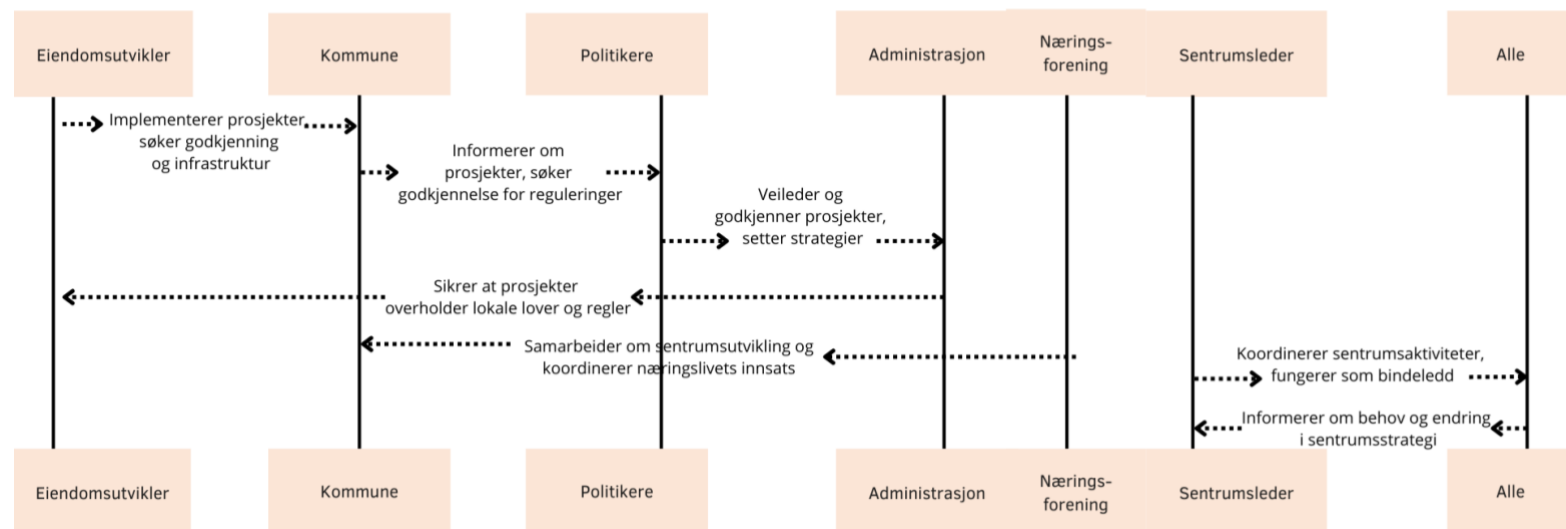 Eiendomsutvikler
Kommune
Politikere
Administrasjon
Nærings-
forening
Sentrumsleder
Alle
Implementerer prosjekter
søker godkjenning
og infrastruktur
Informerer om
prosjekter, søker
godkjennelse for reguleringer
Veileder og
godkjenner prosjekter,
setter strategier
Sikrer at prosjekter
overholder lokale lover og regler
Samarbeider om sentrumsutvikling og
koordinerer næringslivets innsats
Koordinerer sentrumsaktiviteter,
fungerer som bindeledd
Informerer om behov og endring
i sentrumsstrategi
Eiendomsutvikler
Kommune
Politikere
Administrasjon
Nærings-
forening
Sentrumsleder
Alle